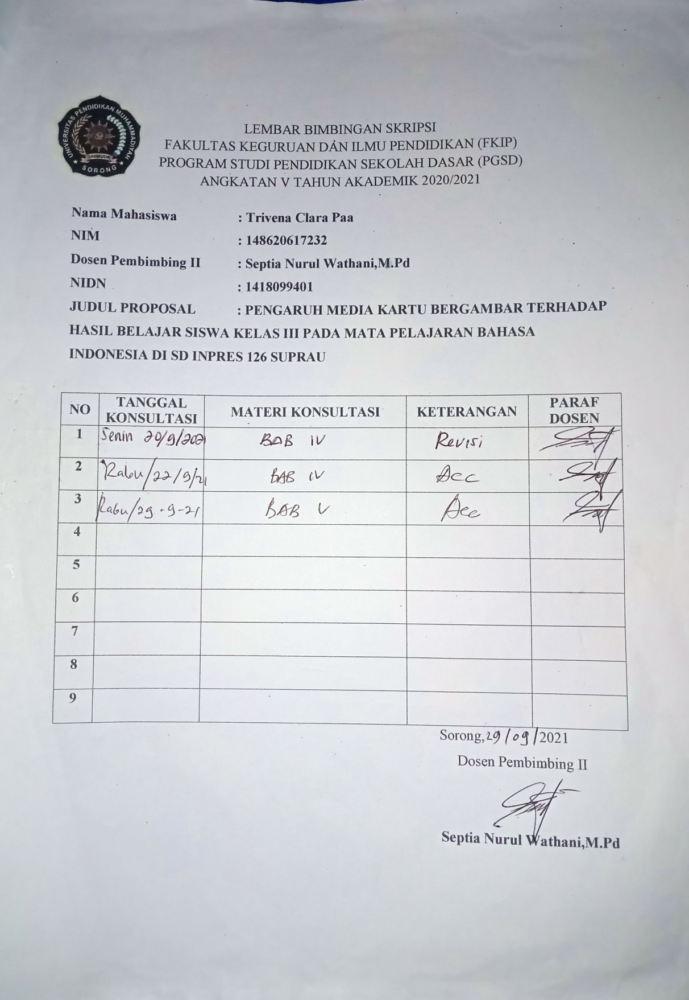 UNIVERSITAS PENDIDIKAN MUHAMMADIYAH
UNIMUDA
SORONG
LEMBAR BIMBINGAN SKRIPSI
FAKULTAS KEGURUAN DAN ILMU PENDIDIKAN (FKIP)
PROGRAM STUDI PENDIDIKAN SEKOLAH DASAR (PGSD)
ANGKATAN V TAHUN AKADEMIK 2020/2021
Nama Mahasiswa : Trivena Clara Paa
NIM : 148620617232
Dosen Pembimbing II : Septia Nurul Wathani,M.Pd
NIDN : 1418099401
JUDUL PROPOSAL : PENGARUH MEDIA KARTU BERGAMBAR TERHADAP
HASIL BELAJAR SISWA KELAS III PADA MATA PELAJARAN BAHASA
INDONESIA DI SD INPRES 126 SUPRAU
NO TANGGAL KONSULTASI MATERI KONSULTASI KETERANGAN PARAF DOSEN
1 Senin 20/9/2021 BAB IV Revisi
2 Rabu/22/9/21 BAB IV Acc
3 Rabu/29-9-21 BAB V Acc
4
5
6
7
8
9
Sorong,29/09/2021
Dosen Pembimbing II
Septia Nurul Wathani,M.Pd